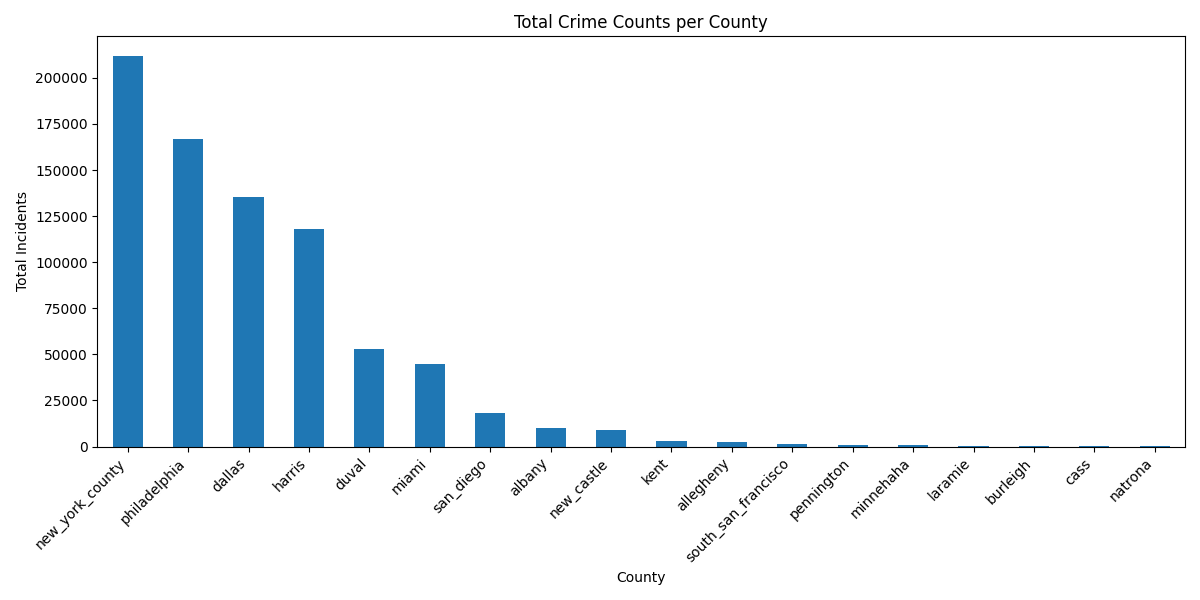 Total Crime Counts per County
Total Incidents
200000
175000
150000
125000
100000
75000
50000
25000
0
new_york_county
philadelphia
dallas
harris
duval
miami
san_diego
albany
new_castle
kent
allegheny
south_san_francisco
pennington
minnehaha
laramie
burleigh
cass
natrona
County